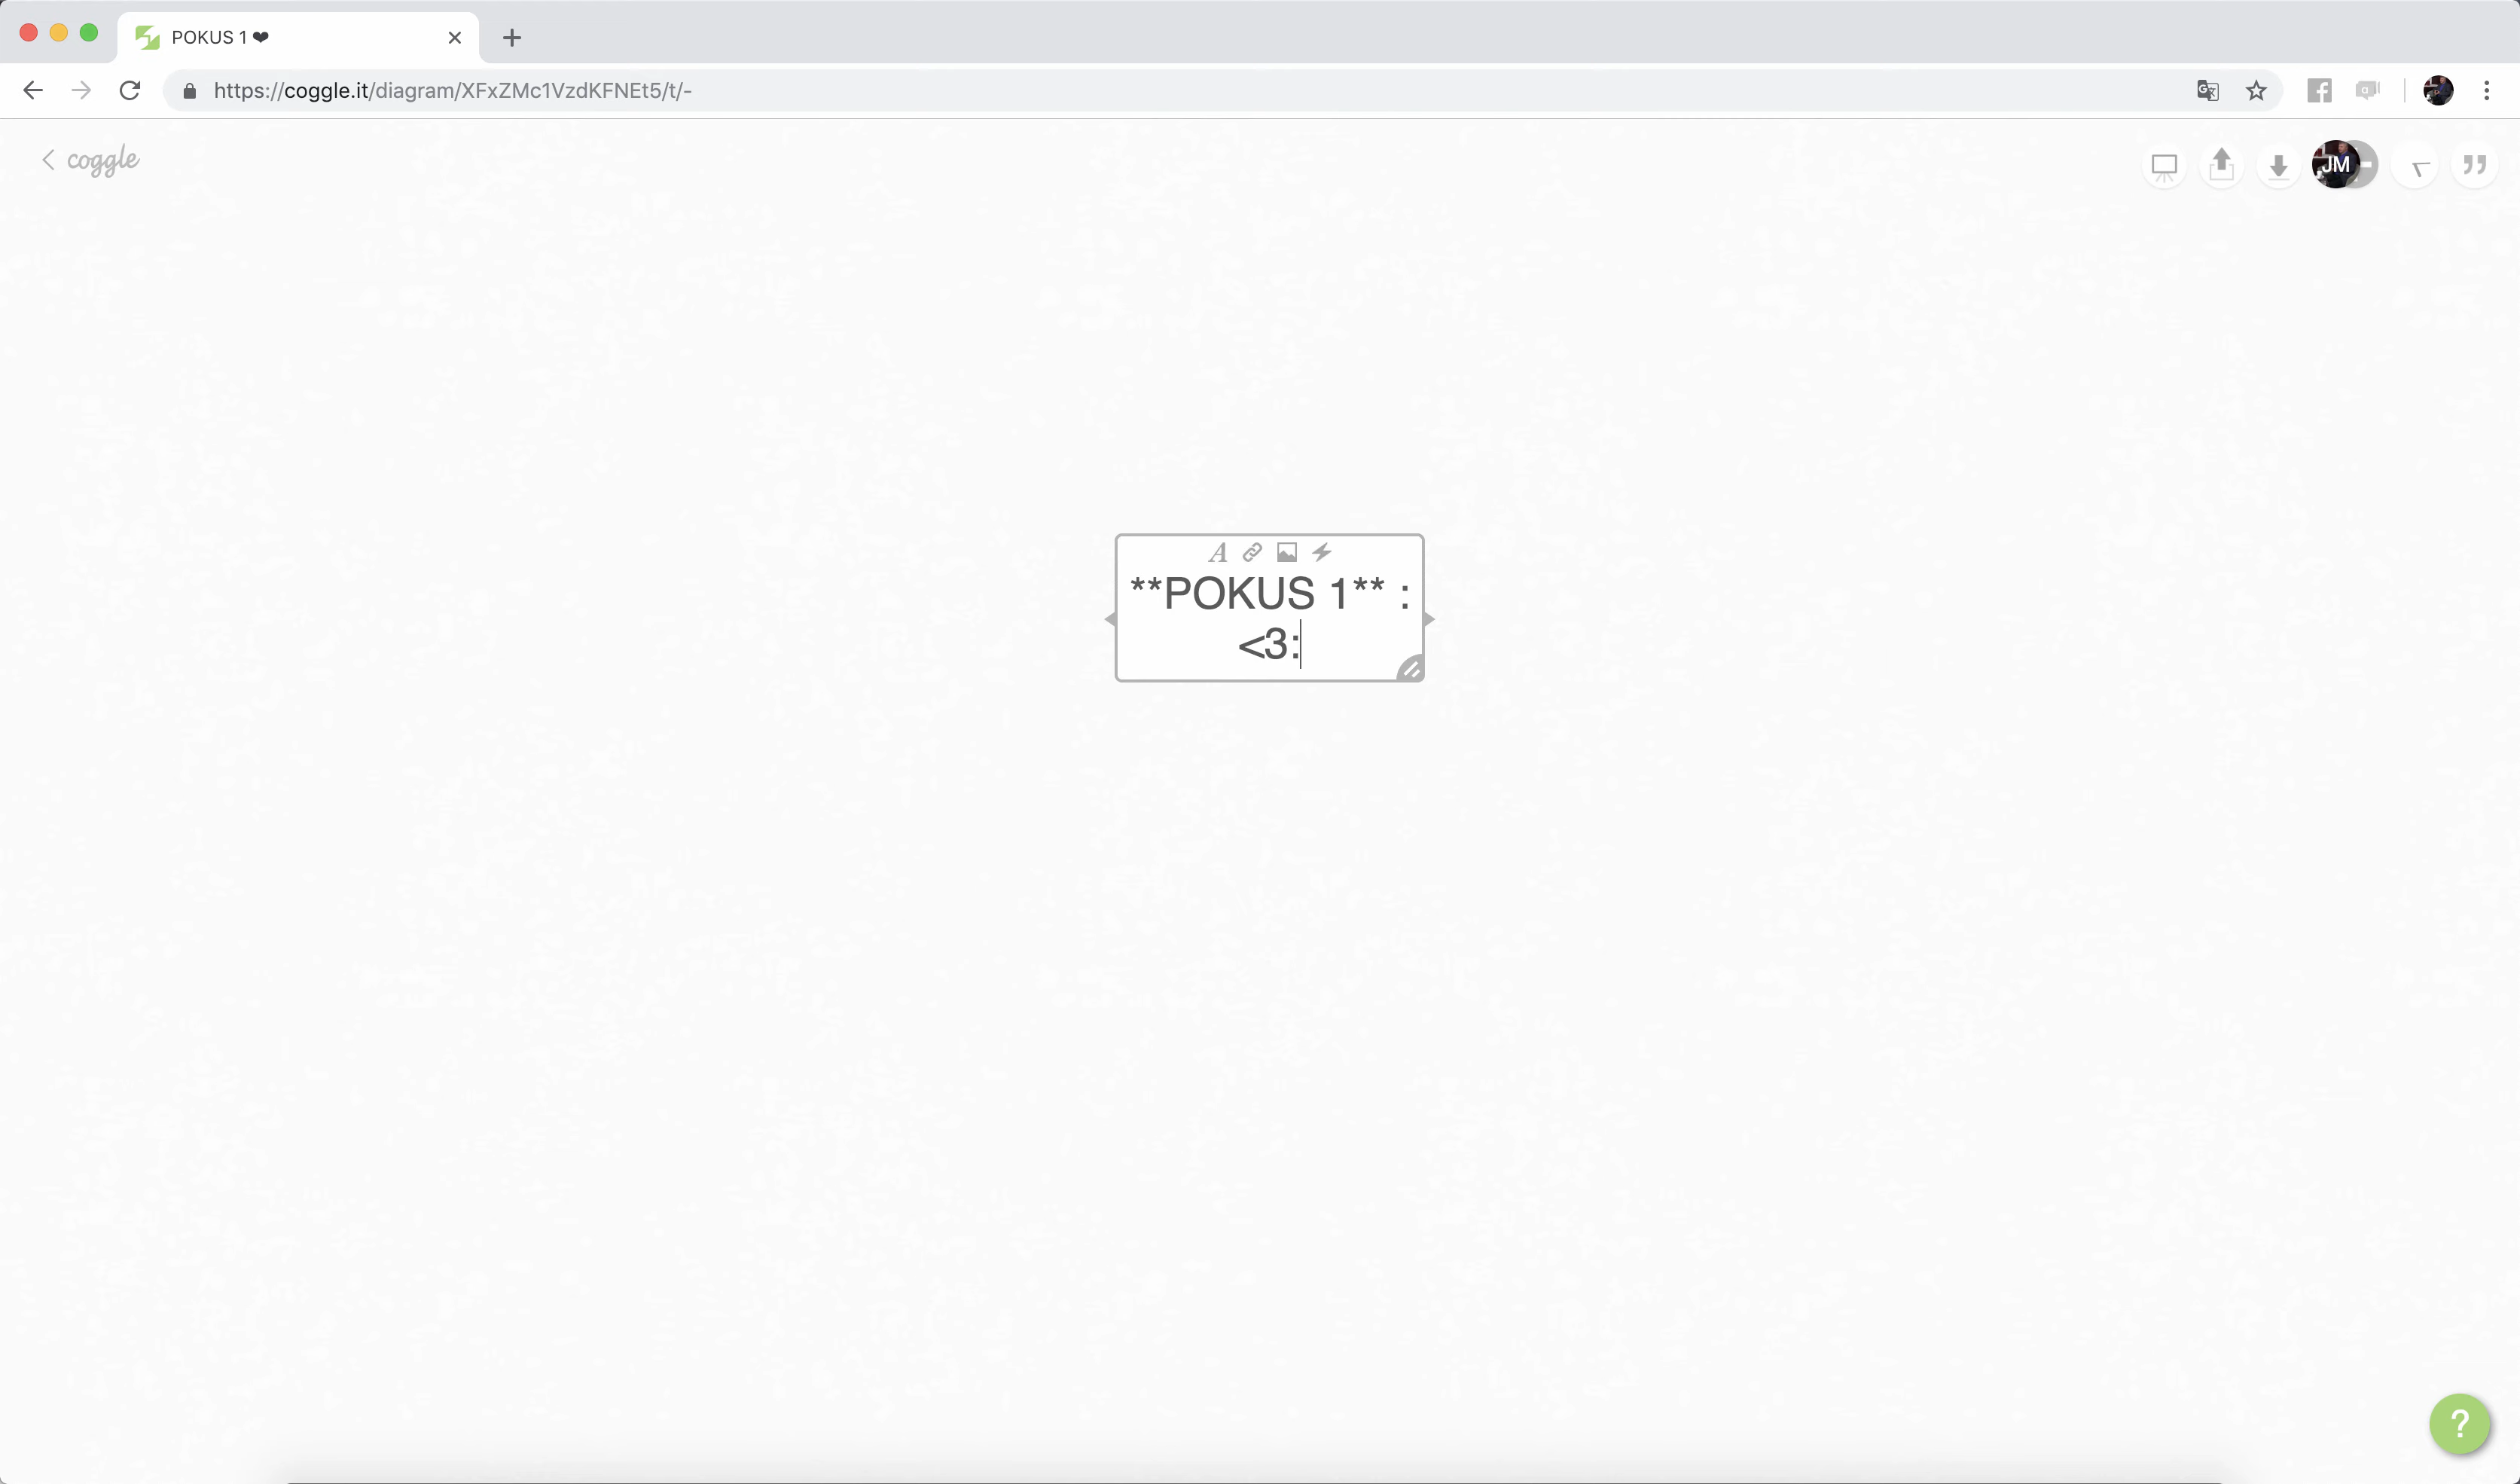 POKUS 1 ❤
https://coggle.it/diagram/XFxZMc1VzdKFNEt5/t/-
coggle
JM
**POKUS 1** :
<3:
?